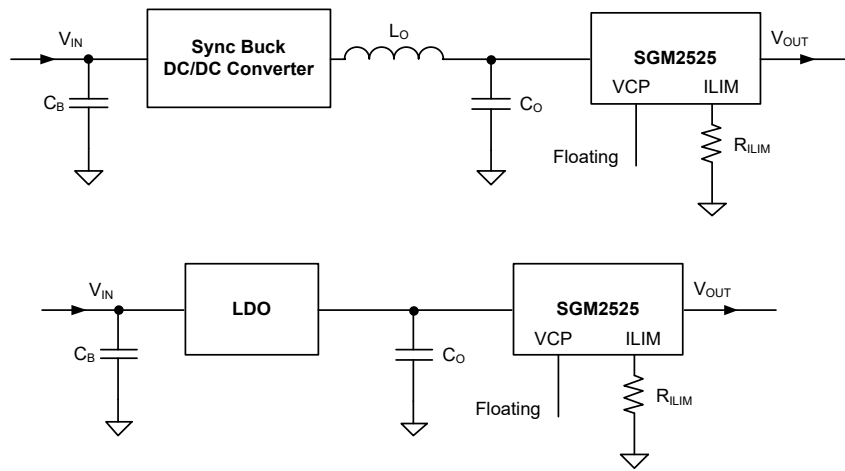 V_IN
Sync Buck
DC/DC Converter
L_O
SGM2525
V_OUT
VCP ILIM
C_B
C_O
R_ILIM
Floating
V_IN
LDO
SGM2525
V_OUT
VCP ILIM
C_B
C_O
R_ILIM
Floating